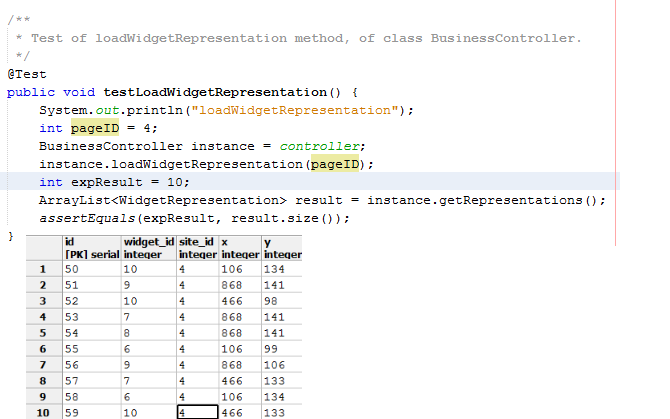 /**
 * Test of loadWidgetRepresentation method, of class BusinessController.
 */
@Test
public void testLoadWidgetRepresentation() {
    System.out.println("loadWidgetRepresentation");
    int pageID = 4;
    BusinessController instance = controller;
    instance.loadWidgetRepresentation(pageID);
    int expResult = 10;
    ArrayList<WidgetRepresentation> result = instance.getRepresentations();
    assertEquals(expResult, result.size());
}
id widget_id site_id x y
[PK] serial integer integer integer integer
1 50 10 4 106 134
2 51 9 4 868 141
3 52 10 4 466 98
4 53 7 4 868 141
5 54 8 4 868 141
6 55 6 4 106 99
7 56 9 4 868 106
8 57 7 4 466 133
9 58 6 4 106 134
10 59 10 4 466 133